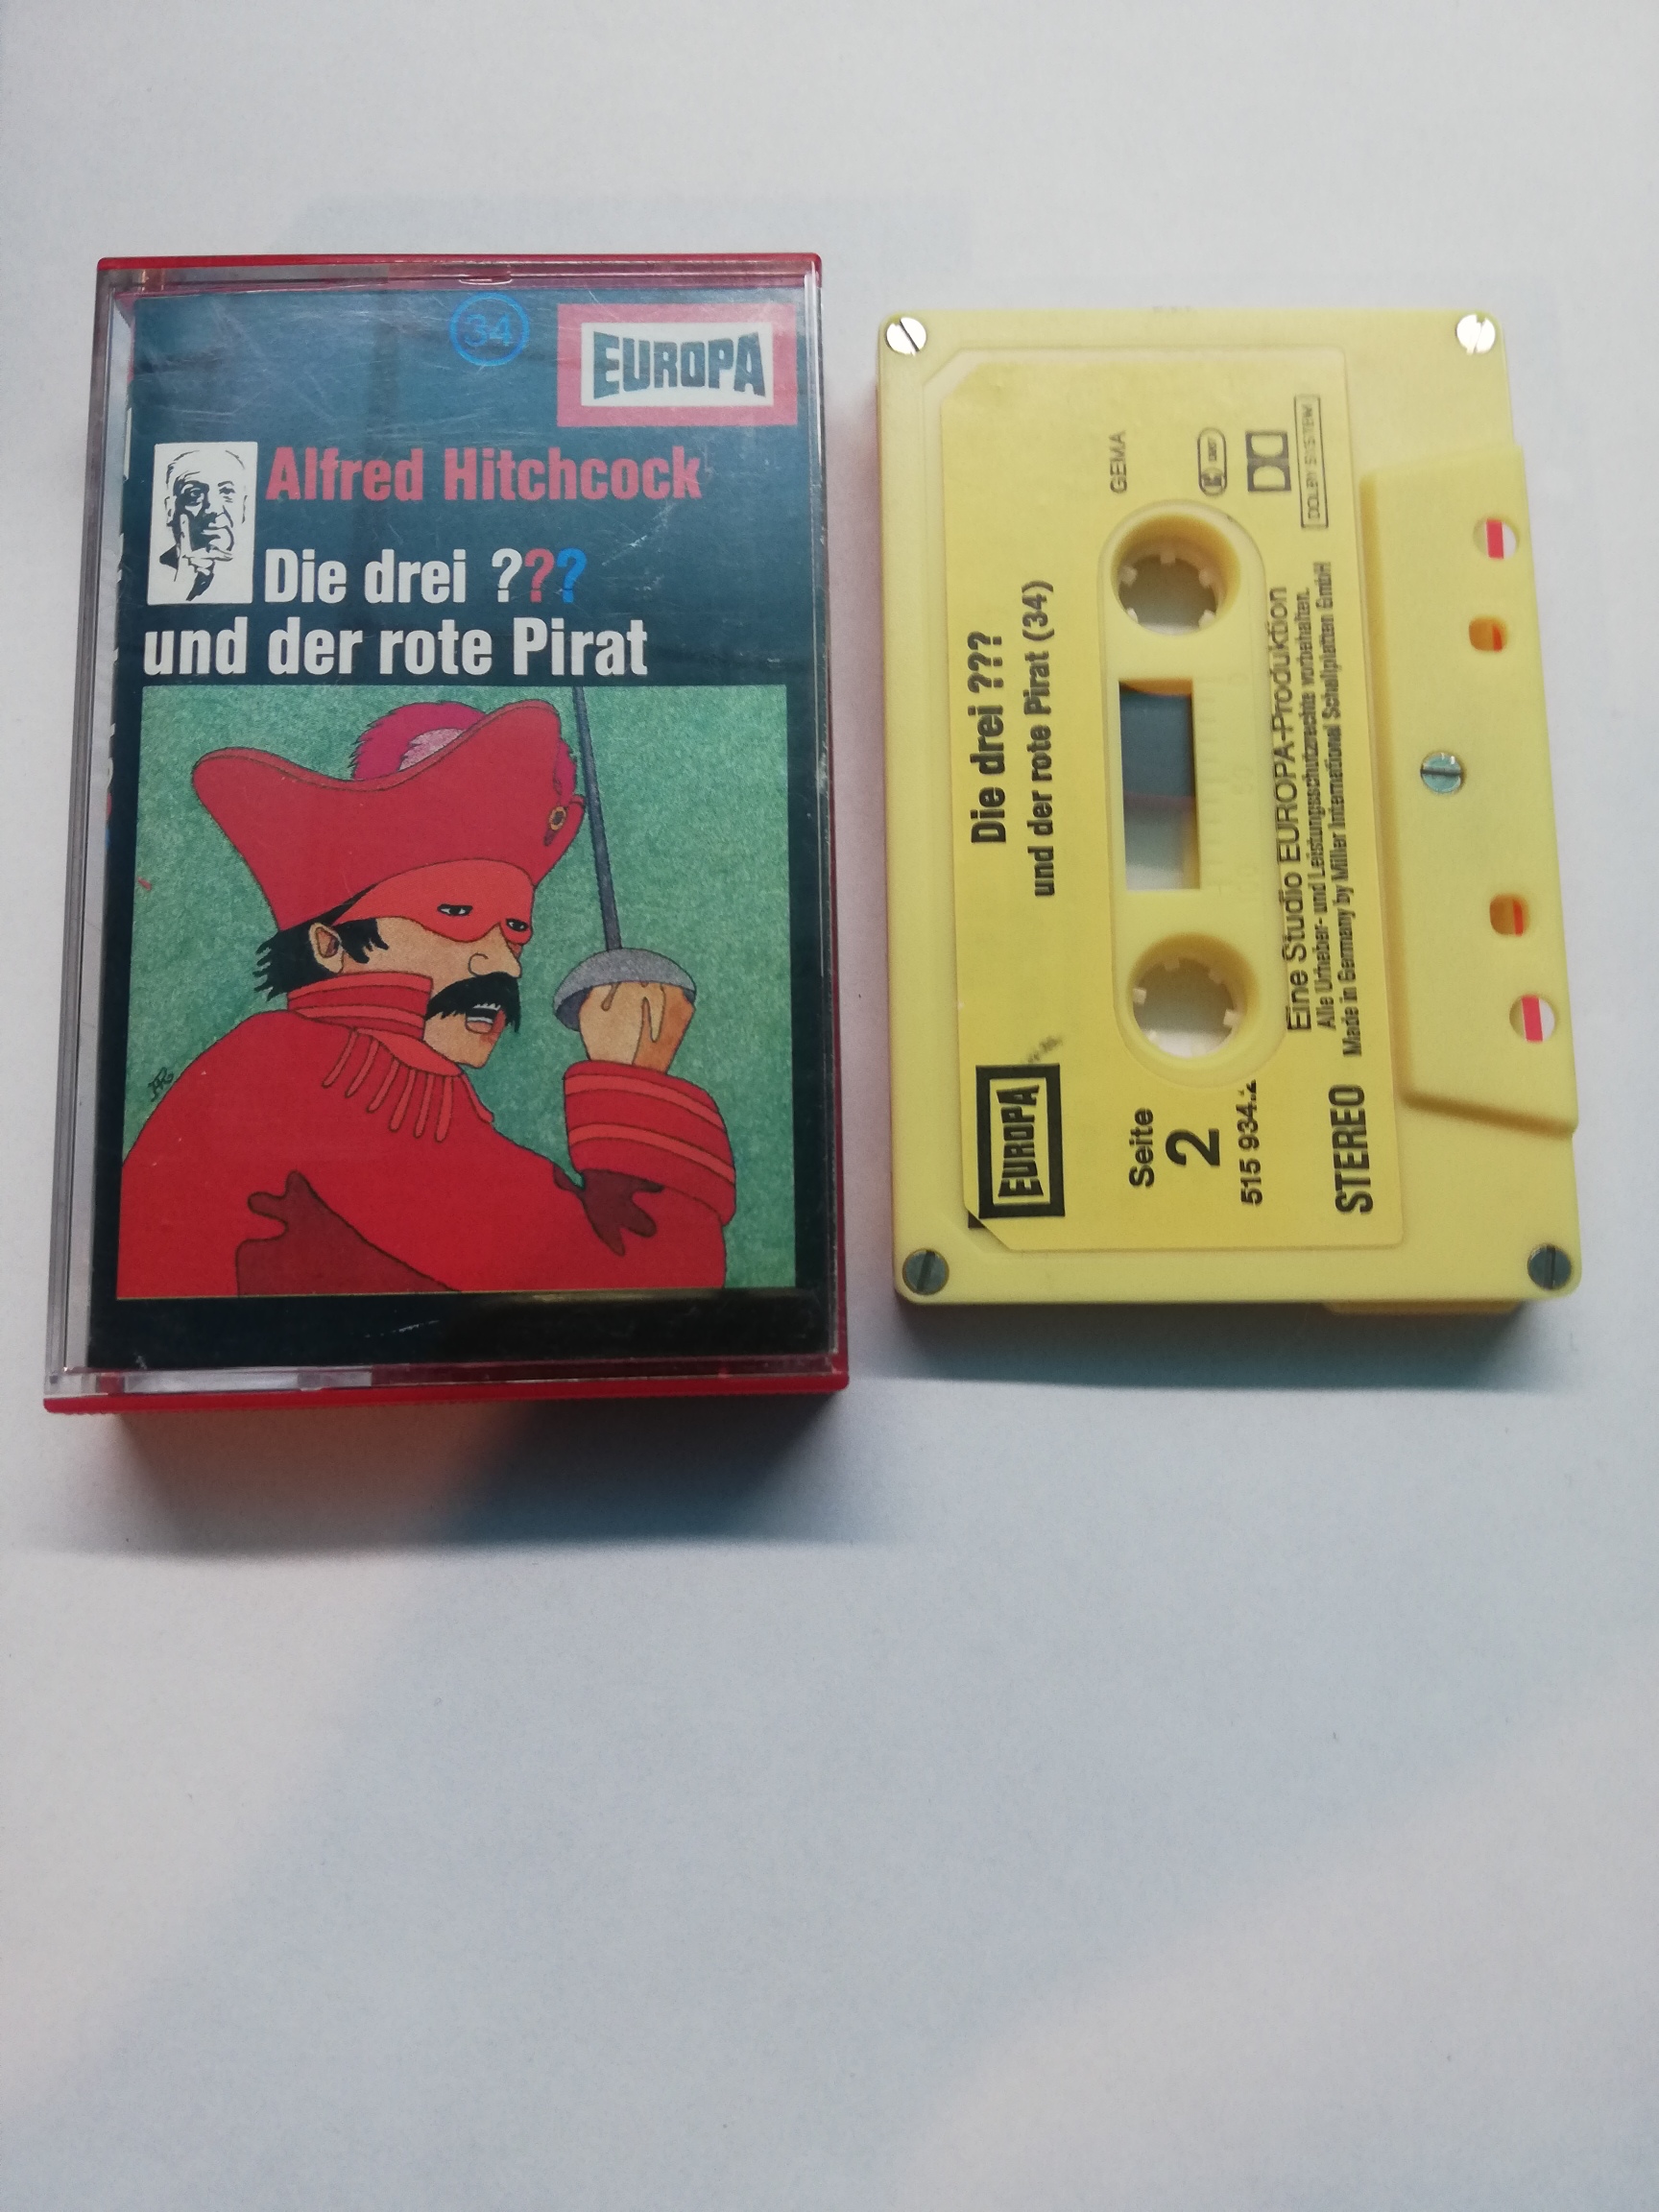 34
EUROPA
Alfred Hitchcock
Die drei ???
und der rote Pirat
AR
Die drei ???
und der rote Pirat (34)
GEMA
DOLBY SYSTEM
EUROPA
Seite
2
515 934.2
STEREO
Eine Studio EUROPA-Produktion
Alle Urheber- und Leistungsschutzrechte vorbehalten.
Made in Germany by Miller International Schallplatten GmbH